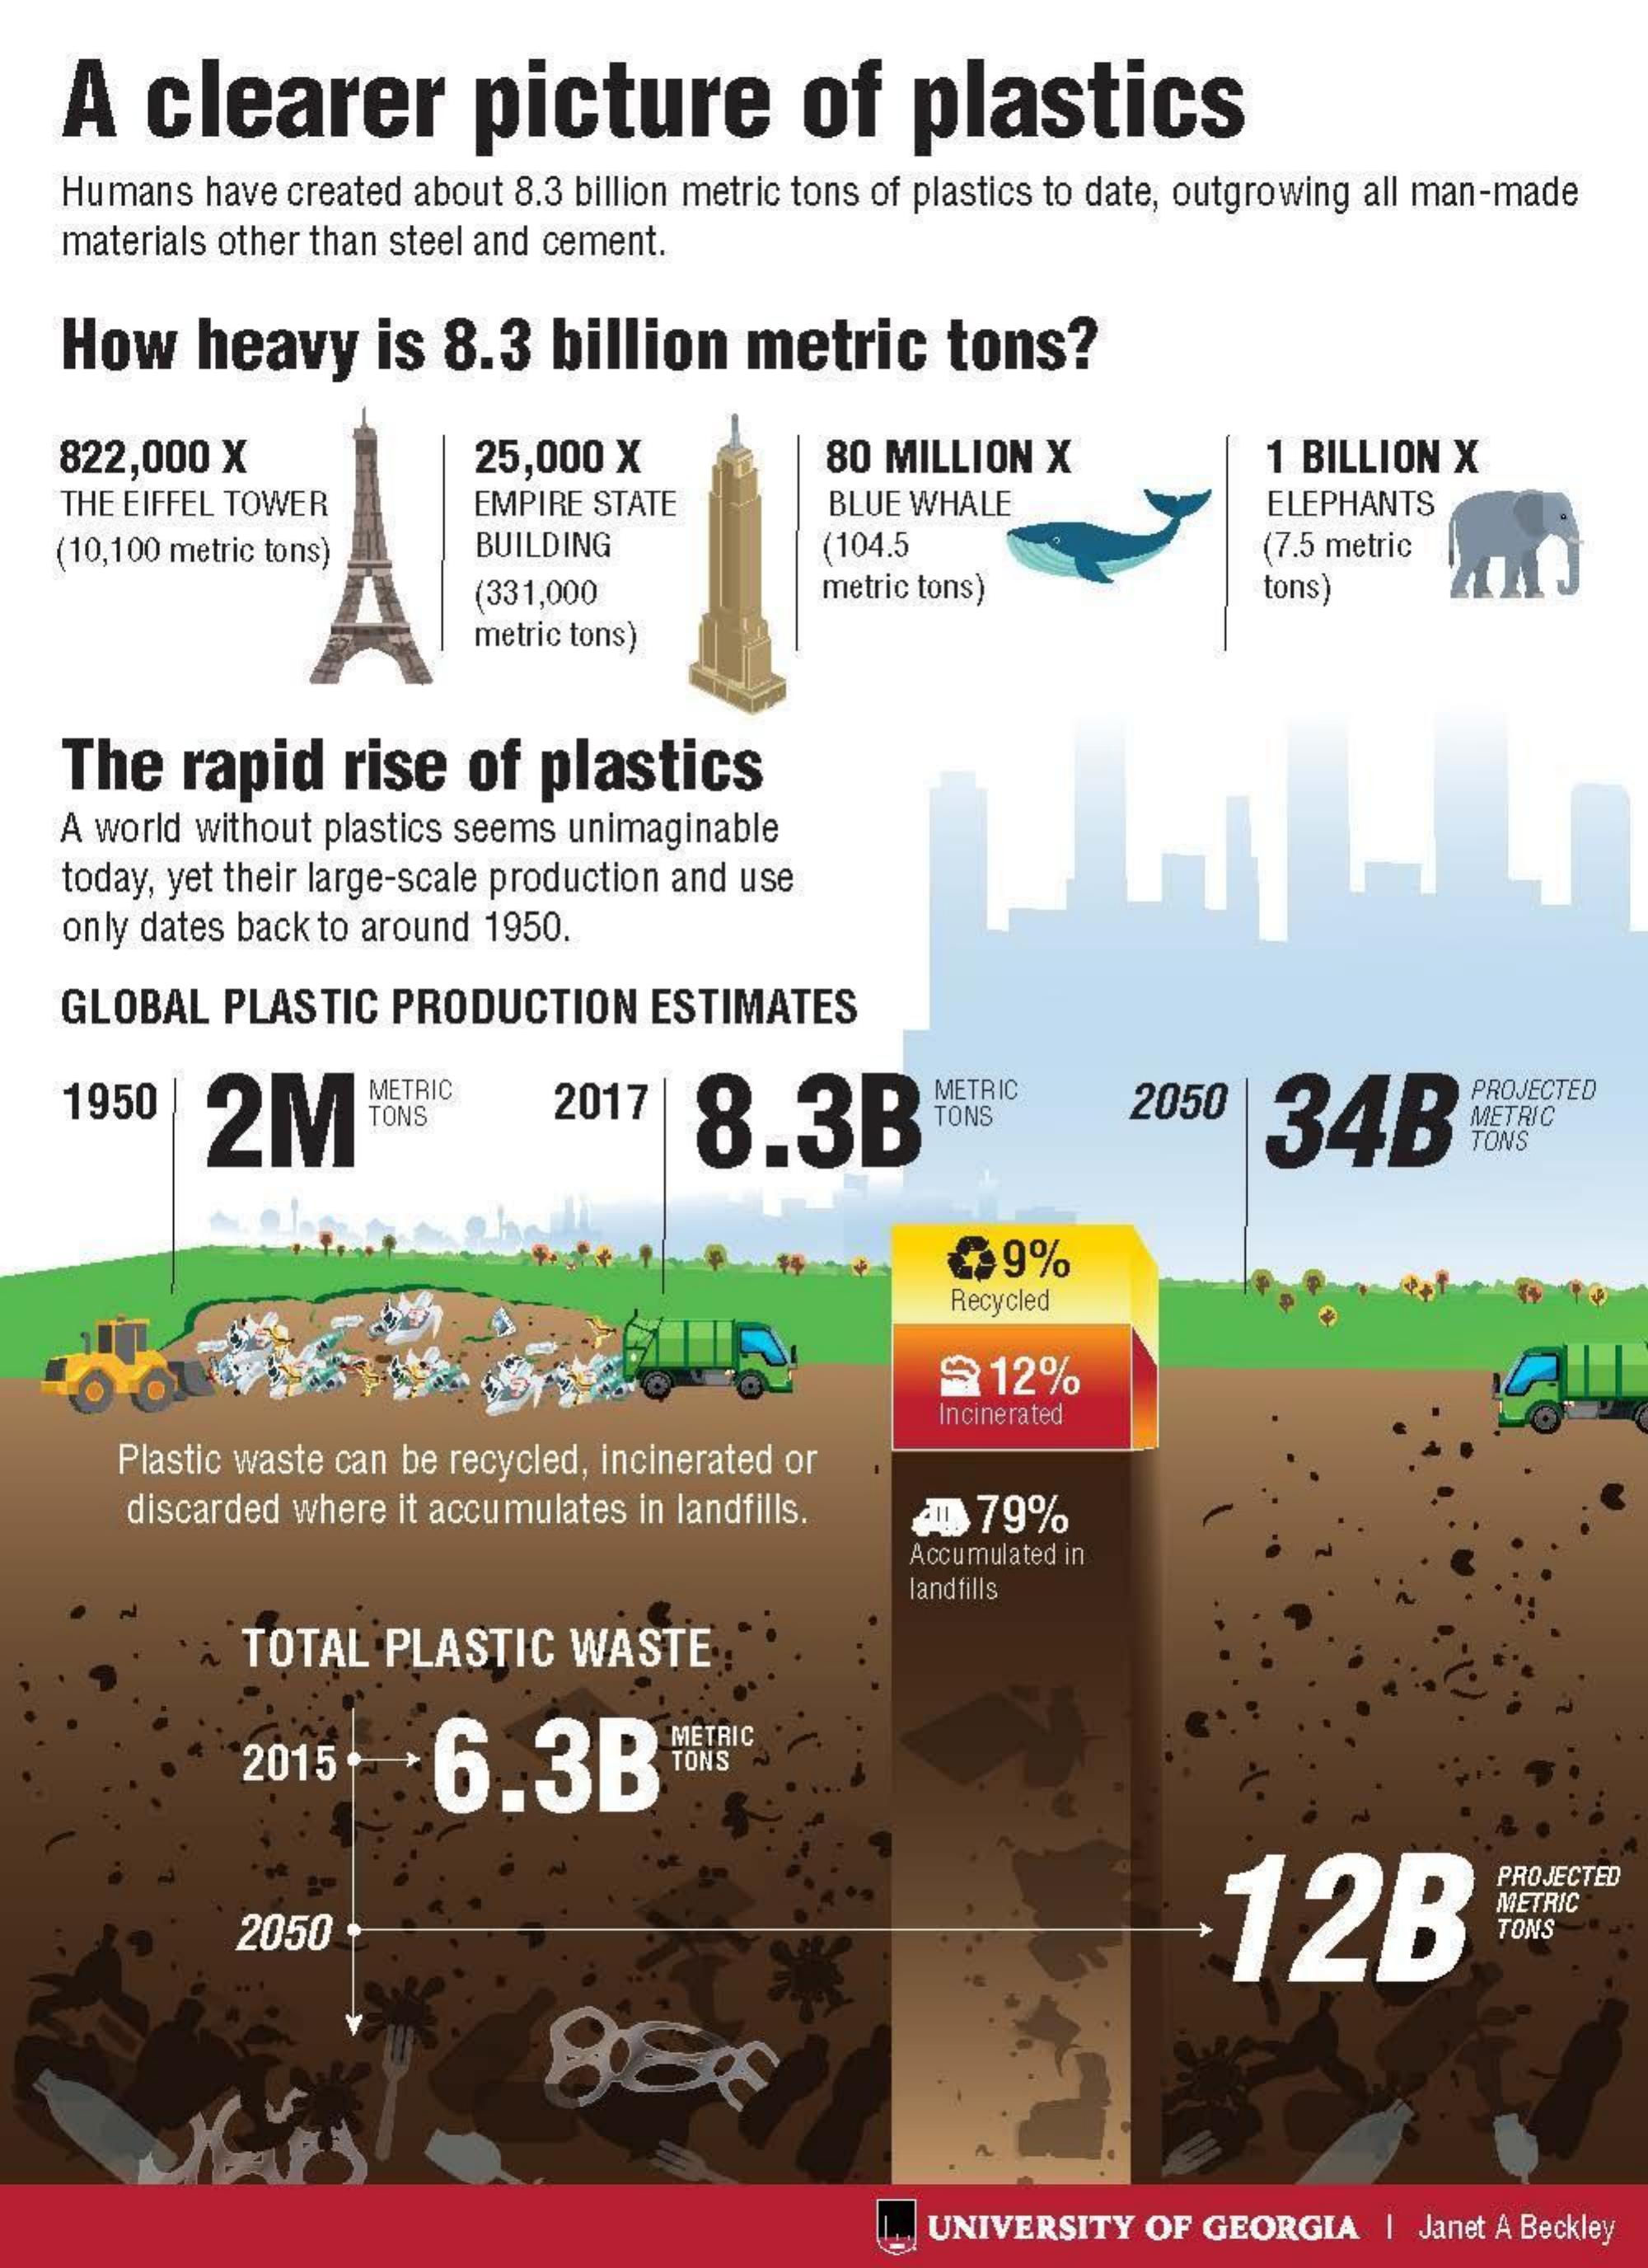 A clearer picture of plastics
Humans have created about 8.3 billion metric tons of plastics to date, outgrowing all man-made
materials other than steel and cement.
How heavy is 8.3 billion metric tons?
822,000 X
THE EIFFEL TOWER
(10,100 metric tons)
25,000 X
EMPIRE STATE
BUILDING
(331,000
metric tons)
80 MILLION X
BLUE WHALE
(104.5
metric tons)
1 BILLION X
ELEPHANTS
(7.5 metric
tons)
The rapid rise of plastics
A world without plastics seems unimaginable
today, yet their large-scale production and use
only dates back to around 1950.
GLOBAL PLASTIC PRODUCTION ESTIMATES
1950
2M
METRIC
TONS
2017
8.3B
METRIC
TONS
2050
34B
PROJECTED
METRIC
TONS
9%
Recycled
12%
Incinerated
79%
Accumulated in
landfills
Plastic waste can be recycled, incinerated or
discarded where it accumulates in landfills.
TOTAL PLASTIC WASTE
2015
6.3B
METRIC
TONS
2050
12B
PROJECTED
METRIC
TONS
UNIVERSITY OF GEORGIA | Janet A Beckley